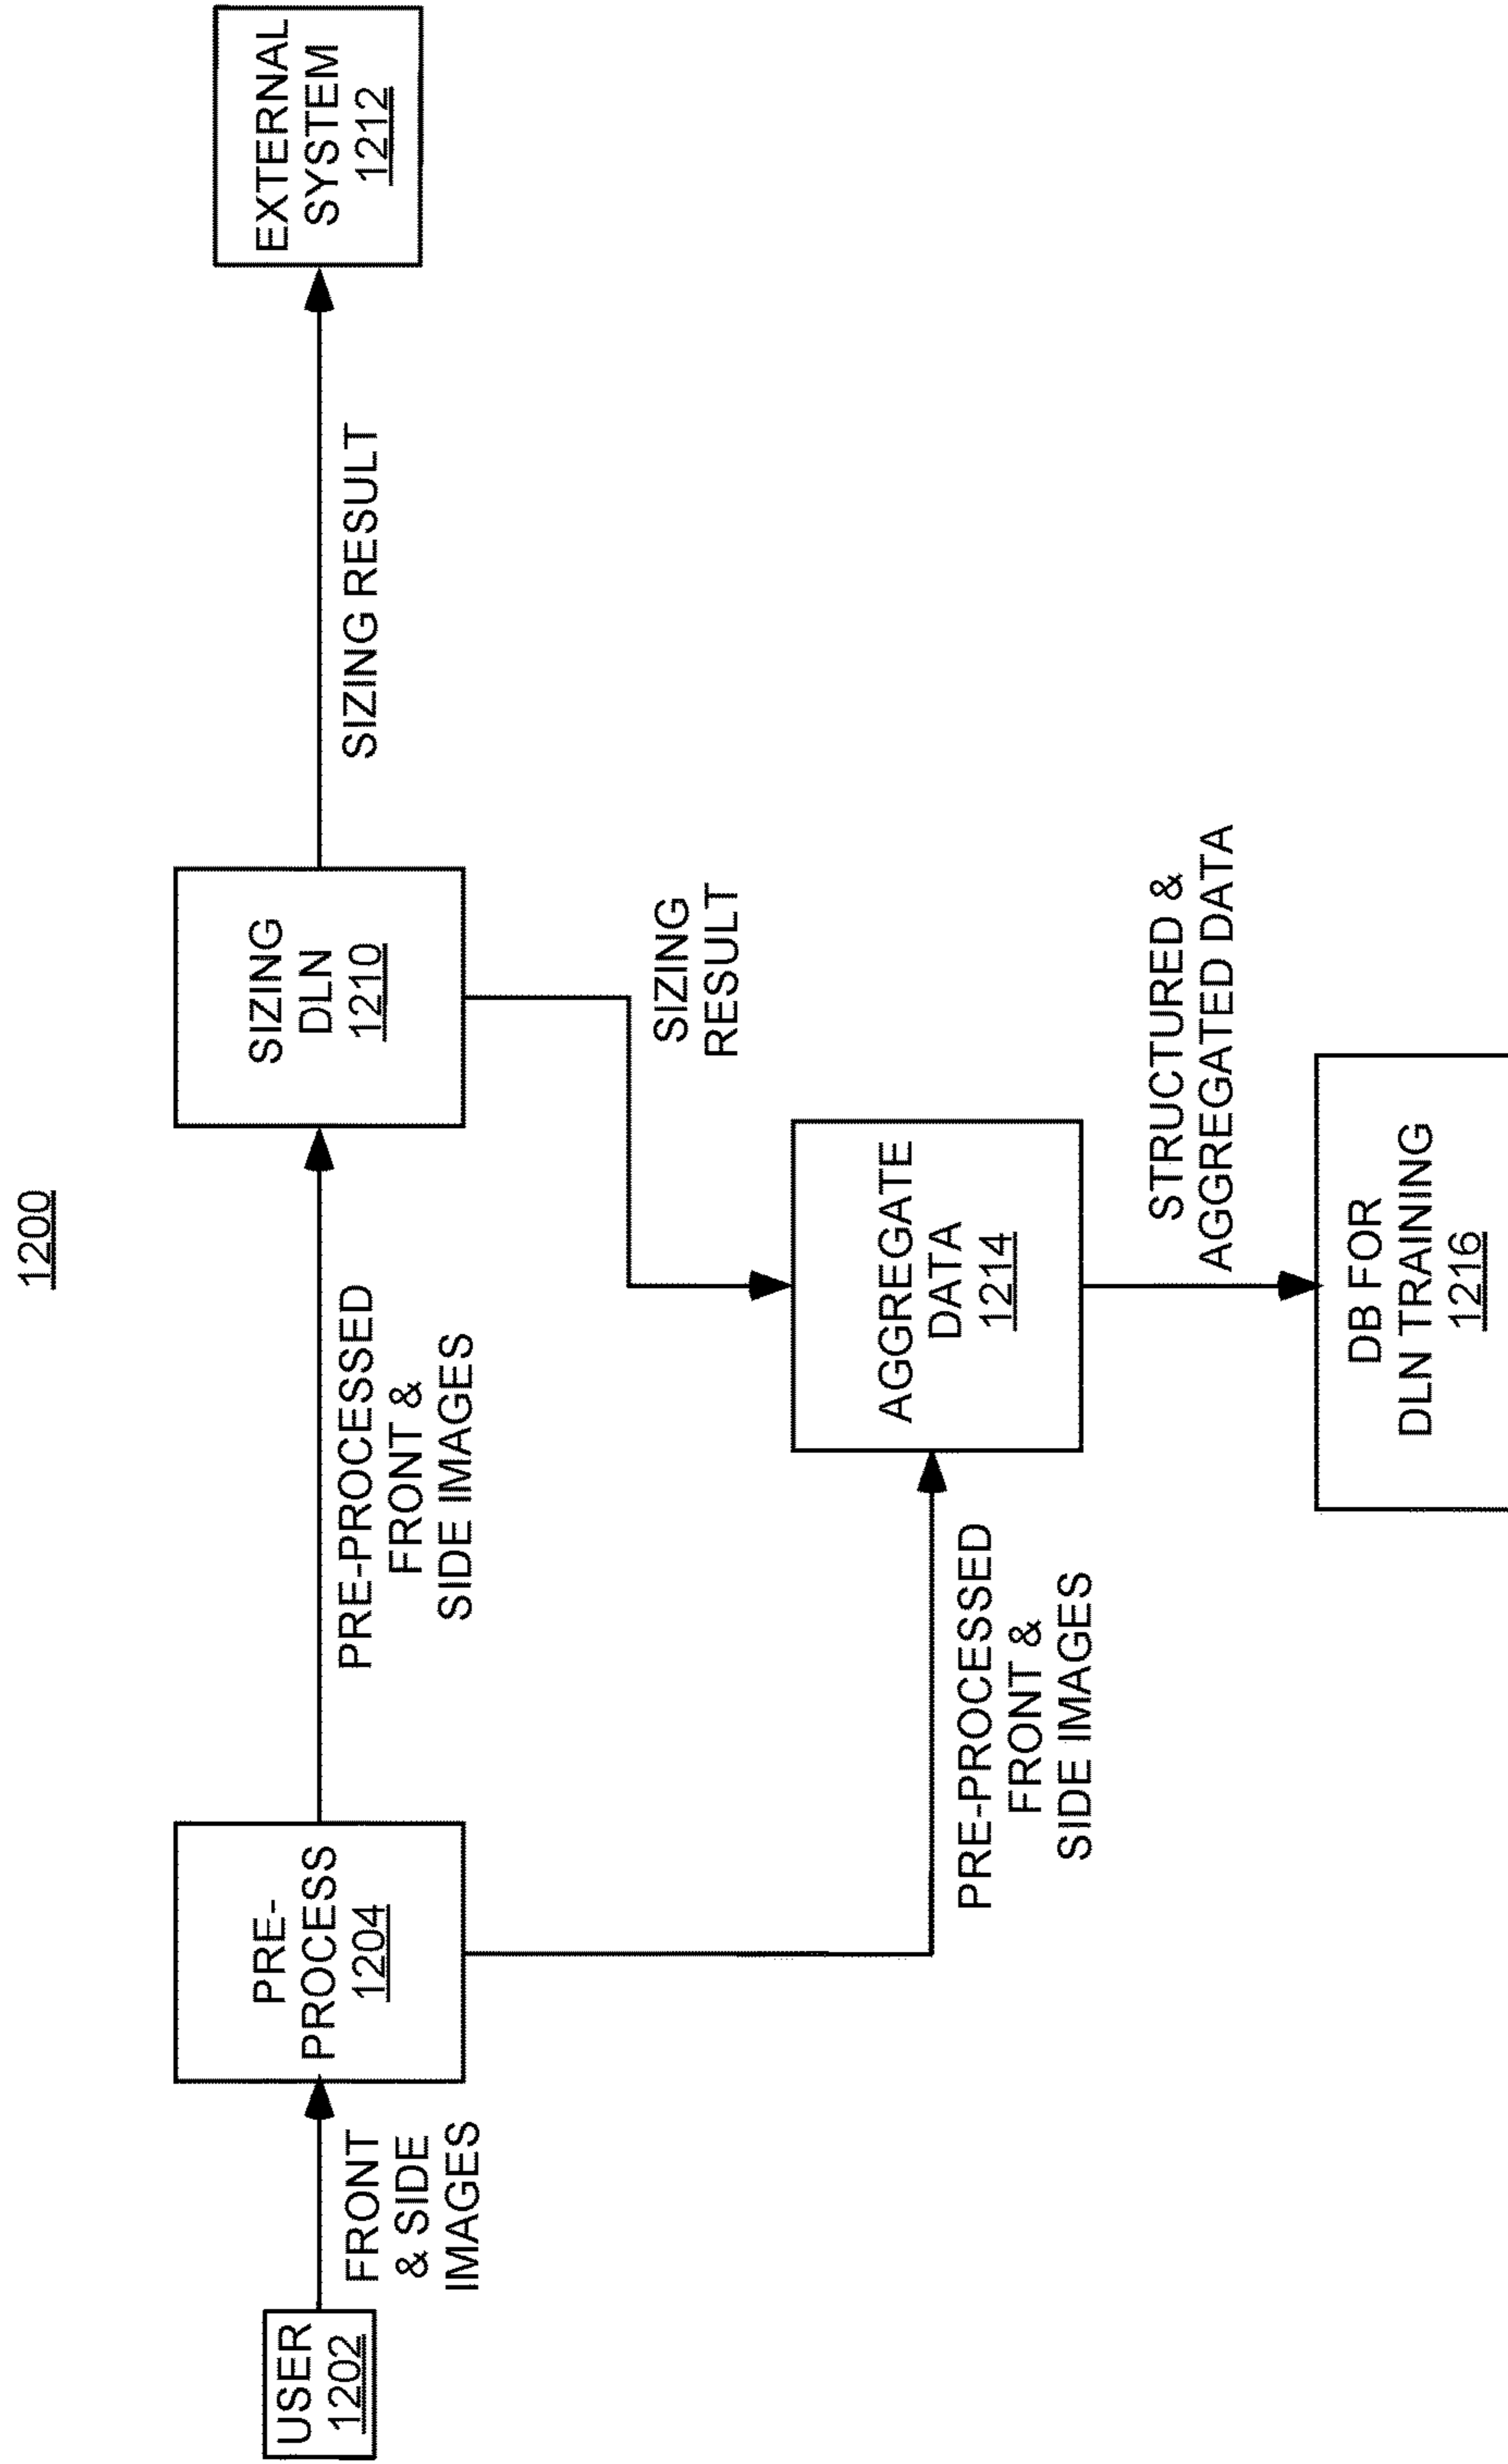 1200
USER
1202
FRONT
& SIDE
IMAGES
PRE-
PROCESS
1204
PRE-PROCESSED
FRONT &
SIDE IMAGES
SIZING
DLN
1210
SIZING RESULT
EXTERNAL
SYSTEM
1212
PRE-PROCESSED
FRONT &
SIDE IMAGES
SIZING
RESULT
AGGREGATE
DATA
1214
STRUCTURED &
AGGREGATED DATA
DB FOR
DLN TRAINING
1216